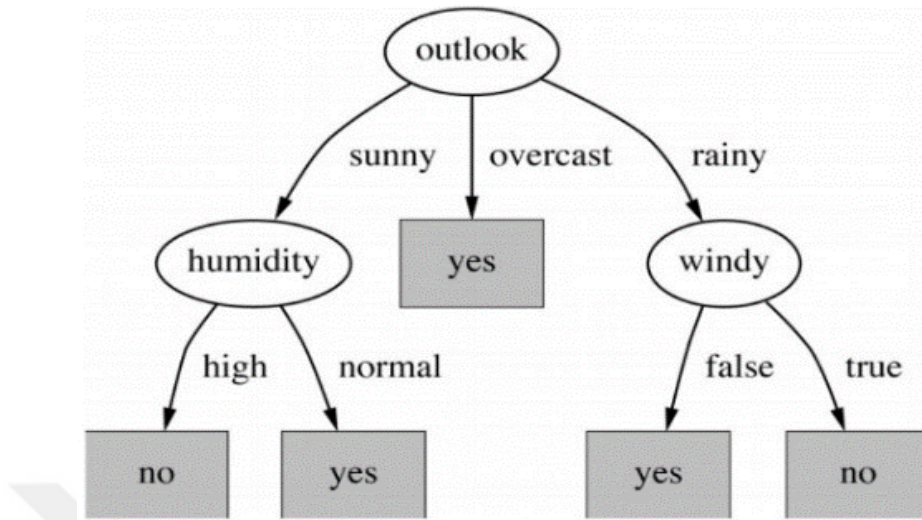 outlook
sunny overcast rainy
humidity yes windy
high normal false true
no yes yes no